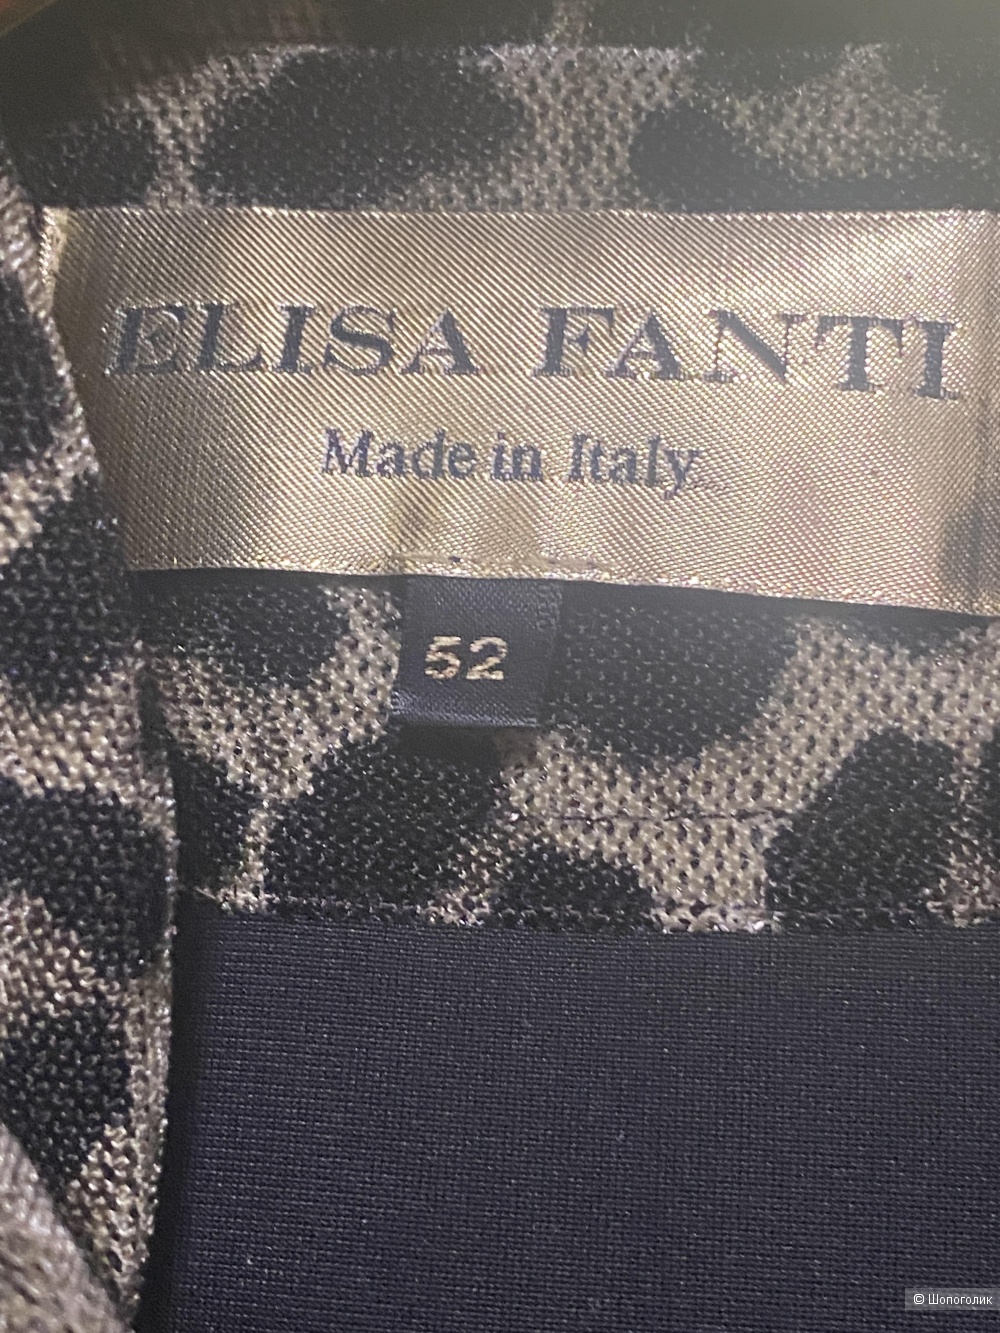 ELISA FANTI
Made in Italy
52
© Шопоголик